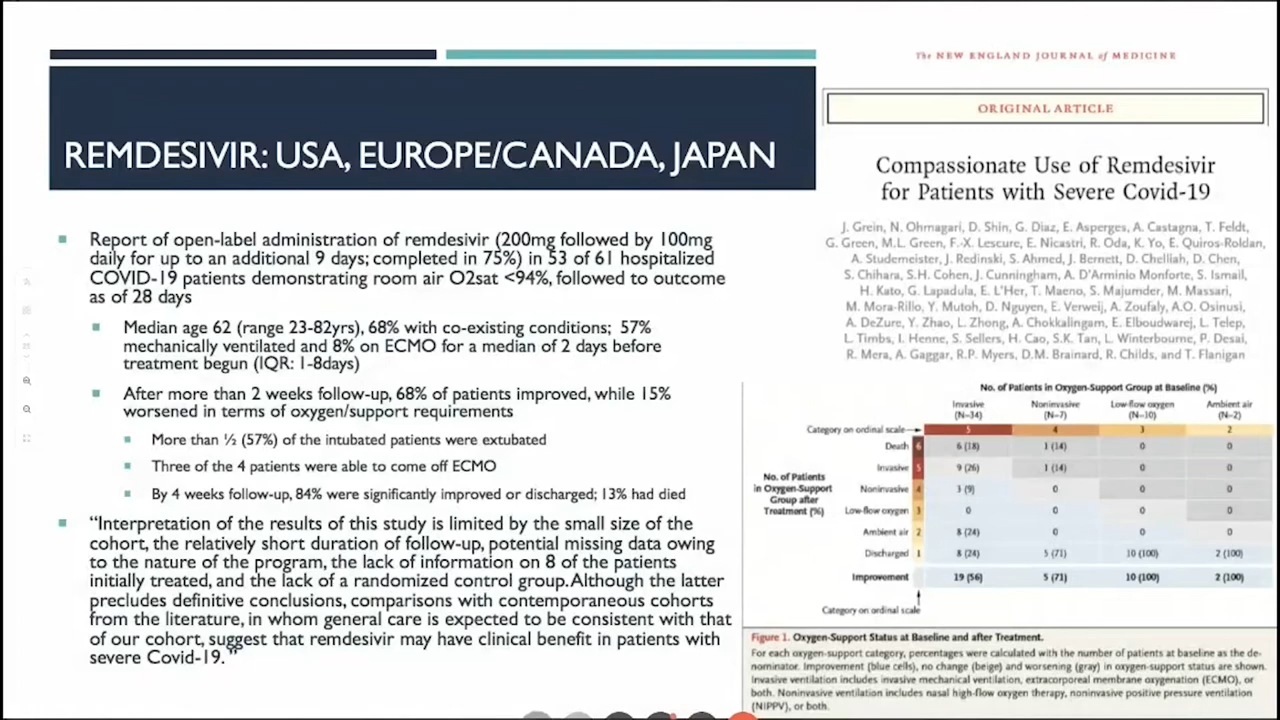 REMDESIVIR: USA, EUROPE/CANADA, JAPAN
Report of open-label administration of remdesivir (200mg followed by 100mg
daily for up to an additional 9 days; completed in 75%) in 53 of 61 hospitalized
COVID-19 patients demonstrating room air O2sat <94%, followed to outcome
as of 28 days
Median age 62 (range 23-82yrs), 68% with co-existing conditions; 57%
mechanically ventilated and 8% on ECMO for a median of 2 days before
treatment begun (IQR: 1-8days)
After more than 2 weeks follow-up, 68% of patients improved, while 15%
worsened in terms of oxygen/support requirements
More than ½ (57%) of the intubated patients were extubated
Three of the 4 patients were able to come off ECMO
By 4 weeks follow-up, 84% were significantly improved or discharged; 13% had died
“Interpretation of the results of this study is limited by the small size of the
cohort, the relatively short duration of follow-up, potential missing data owing
to the nature of the program, the lack of information on 8 of the patients
initially treated, and the lack of a randomized control group. Although the latter
precludes definitive conclusions, comparisons with contemporaneous cohorts
from the literature, in whom general care is expected to be consistent with that
of our cohort, suggest that remdesivir may have clinical benefit in patients with
severe Covid-19.”
The NEW ENGLAND JOURNAL of MEDICINE
ORIGINAL ARTICLE
Compassionate Use of Remdesivir
for Patients with Severe Covid-19
J. Grein, N. Ohmagari, D. Shin, G. Diaz, E. Asperges, A. Castagna, T. Feldt,
G. Green, M.L. Green, F.-X. Lescure, E. Nicastri, R. Oda, K. Yo, E. Quiros-Roldan,
A. Studemeister, J. Redinski, S. Ahmed, J. Bernett, D. Chelliah, D. Chen,
S. Chihara, S.H. Cohen, J. Cunningham, A. D'Arminio Monforte, S. Ismail,
H. Kato, G. Lapadula, E. L'Her, T. Maeno, S. Majumder, M. Massari,
M. Mora-Rillo, Y. Mutoh, D. Nguyen, E. Verweij, A. Zoufaly, A.O. Osinusi,
A. DeZure, Y. Zhao, L. Zhong, A. Chokkalingam, E. Elboudwarej, L. Telep,
L. Timbs, I. Henne, S. Sellers, H. Cao, S.K. Tan, L. Winterbourne, P. Desai,
R. Mera, A. Gaggar, R.P. Myers, D.M. Brainard, R. Childs, and T. Flanigan
No. of Patients in Oxygen-Support Group at Baseline (%)
Invasive Noninvasive Low-flow oxygen Ambient air
(N=34) (N=7) (N=10) (N=2)
Category on ordinal scale 5 4 3 2
Death 6 6 (18) 1 (14) 0 0
Invasive 5 9 (26) 1 (14) 0 0
Noninvasive 4 3 (9) 0 0 0
Low-flow oxygen 3 0 0 0 0
Ambient air 2 8 (24) 0 0 0
Discharged 1 8 (24) 5 (71) 10 (100) 2 (100)
Improvement 19 (56) 5 (71) 10 (100) 2 (100)
No. of Patients
in Oxygen-Support
Group after
Treatment (%)
Category on ordinal scale
Figure 1. Oxygen-Support Status at Baseline and after Treatment.
For each oxygen-support category, percentages were calculated with the number of patients at baseline as the de-
nominator. Improvement (blue cells), no change (beige) and worsening (gray) in oxygen-support status are shown.
Invasive ventilation includes invasive mechanical ventilation, extracorporeal membrane oxygenation (ECMO), or
both. Noninvasive ventilation includes nasal high-flow oxygen therapy, noninvasive positive pressure ventilation
(NIPPV), or both.